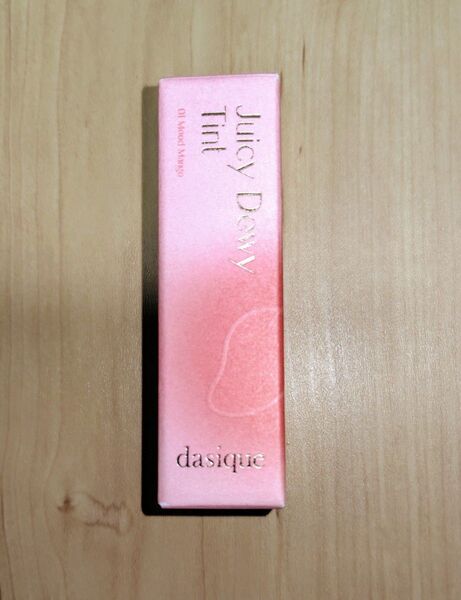 Juicy Dewy
Tint
01 Mood Mango
dasique